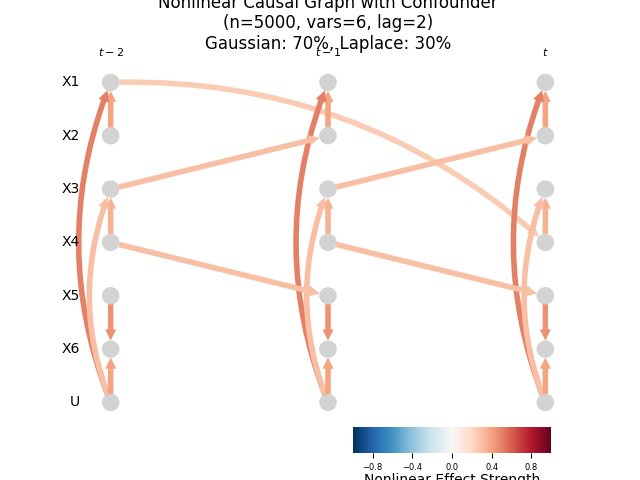 Nonlinear Causal Graph with Confounder
(n=5000, vars=6, lag=2)
Gaussian: 70%, Laplace: 30%
t − 2
t − 1
t
X1
X2
X3
X4
X5
X6
U
−0.8 −0.4 0.0 0.4 0.8
Nonlinear Effect Strength